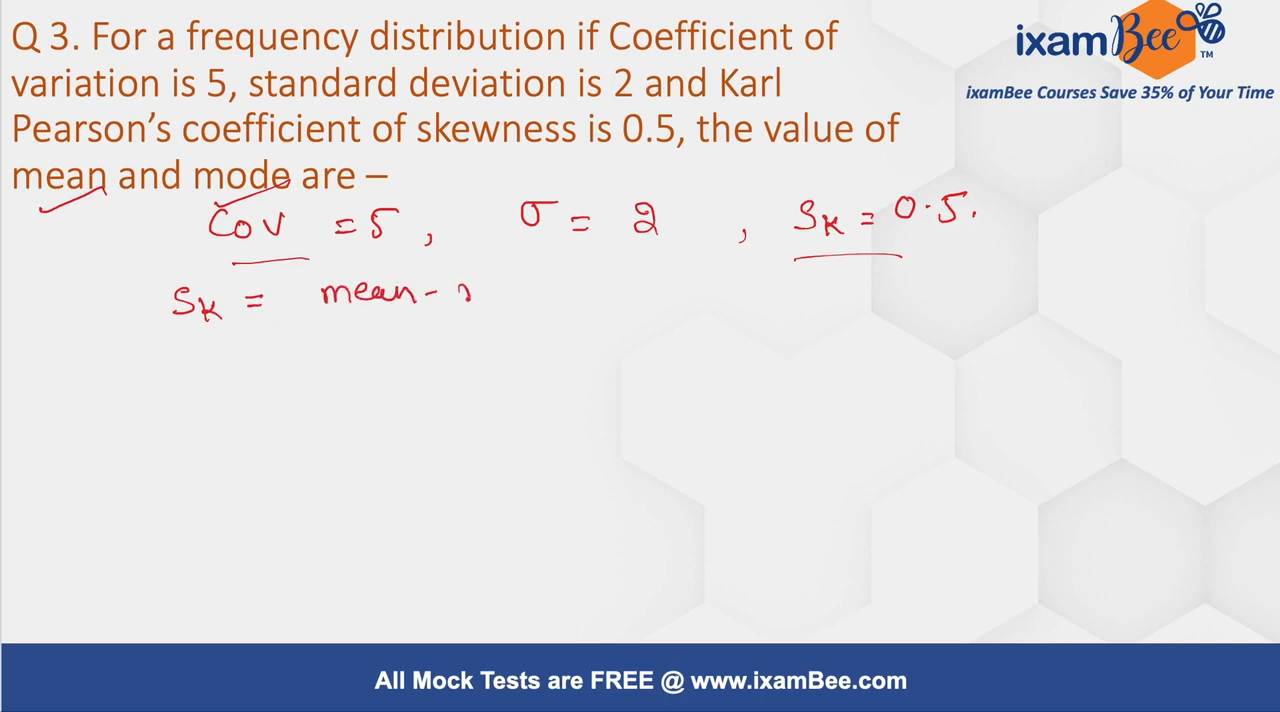 Q 3. For a frequency distribution if Coefficient of
variation is 5, standard deviation is 2 and Karl
Pearson's coefficient of skewness is 0.5, the value of
mean and mode are –
ixamBee TM
ixamBee Courses Save 35% of Your Time
COV = 5, σ = 2, SK = 0.5.
SK = mean -
All Mock Tests are FREE @ www.ixamBee.com